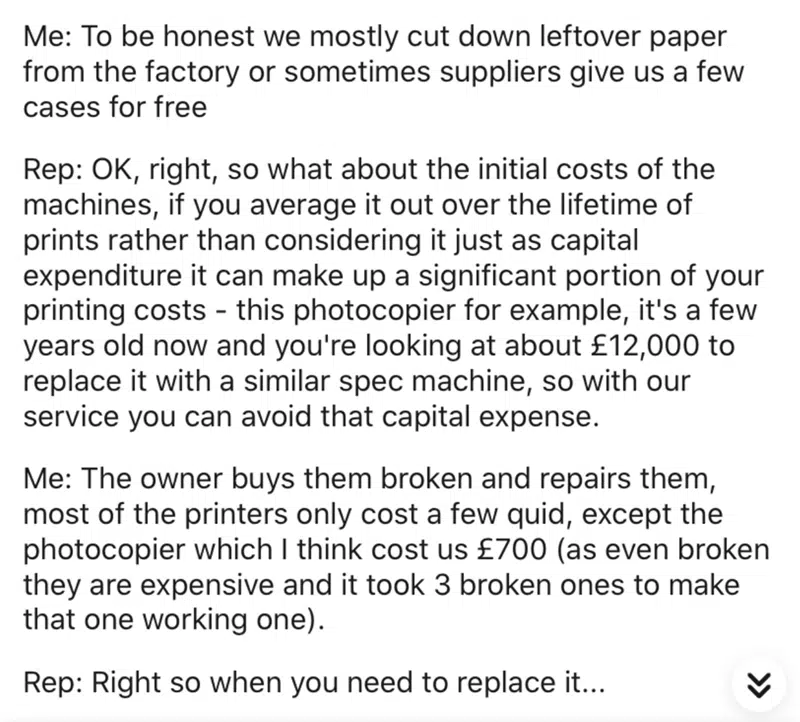 Me: To be honest we mostly cut down leftover paper
from the factory or sometimes suppliers give us a few
cases for free
Rep: OK, right, so what about the initial costs of the
machines, if you average it out over the lifetime of
prints rather than considering it just as capital
expenditure it can make up a significant portion of your
printing costs - this photocopier for example, it's a few
years old now and you're looking at about £12,000 to
replace it with a similar spec machine, so with our
service you can avoid that capital expense.
Me: The owner buys them broken and repairs them,
most of the printers only cost a few quid, except the
photocopier which I think cost us £700 (as even broken
they are expensive and it took 3 broken ones to make
that one working one).
Rep: Right so when you need to replace it...